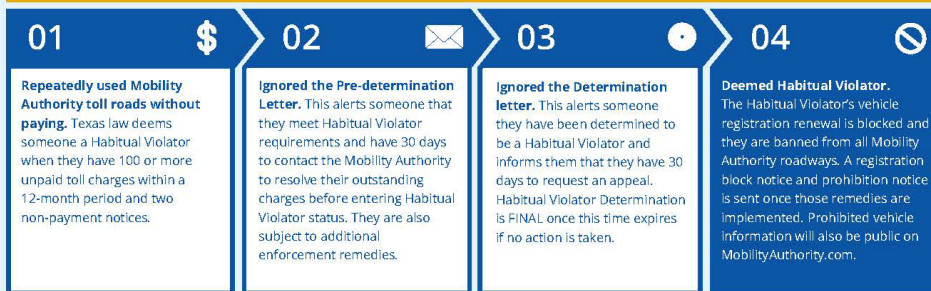 01
$
Repeatedly used Mobility
Authority toll roads without
paying. Texas law deems
someone a Habitual Violator
when they have 100 or more
unpaid toll charges within a
12-month period and two
non-payment notices.
02
Ignored the Pre-determination
Letter. This alerts someone that
they meet Habitual Violator
requirements and have 30 days
to contact the Mobility Authority
to resolve their outstanding
charges before entering Habitual
Violator status. They are also
subject to additional
enforcement remedies.
03
Ignored the Determination
letter. This alerts someone
they have been determined to
be a Habitual Violator and
informs them that they have 30
days to request an appeal.
Habitual Violator Determination
is FINAL once this time expires
if no action is taken.
04
Deemed Habitual Violator.
The Habitual Violator's vehicle
registration renewal is blocked and
they are banned from all Mobility
Authority roadways. A registration
block notice and prohibition notice
is sent once those remedies are
implemented. Prohibited vehicle
information will also be public on
MobilityAuthority.com.